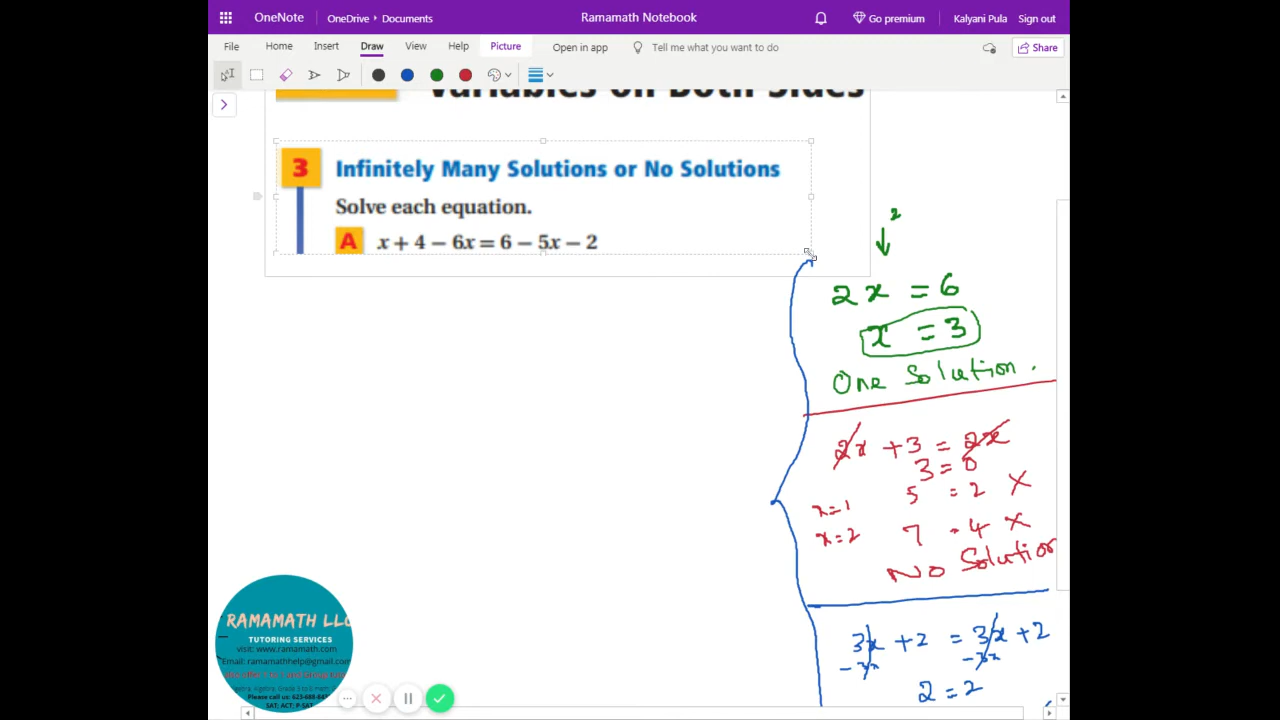 OneNote OneDrive › Documents Ramamath Notebook Go premium Kalyani Pula Sign out
File Home Insert Draw View Help Picture Open in app Tell me what you want to do Share
Variables on Both Sides
3 Infinitely Many Solutions or No Solutions
Solve each equation.
A x + 4 − 6x = 6 − 5x − 2
2
2x = 6
x = 3
One Solution.
2x + 3 = 2x
3 = 0
x=1 5 = 2 X
x=2 7 = 4 X
No Solution
3x + 2 = 3x + 2
-3x -3x
2 = 2
RAMAMATH LLC
TUTORING SERVICES
visit: www.ramamath.com
Email: ramamathhelp@gmail.com
SAT; ACT; P-SAT